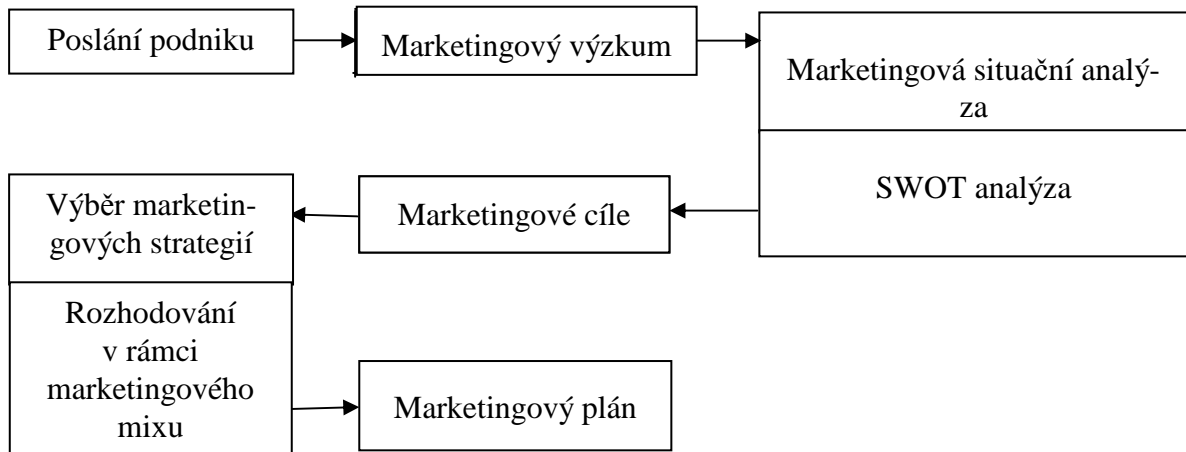 Poslání podniku
Marketingový výzkum
Marketingová situační analý-
za
SWOT analýza
Marketingové cíle
Výběr marketin-
gových strategií
Rozhodování
v rámci
marketingového
mixu
Marketingový plán